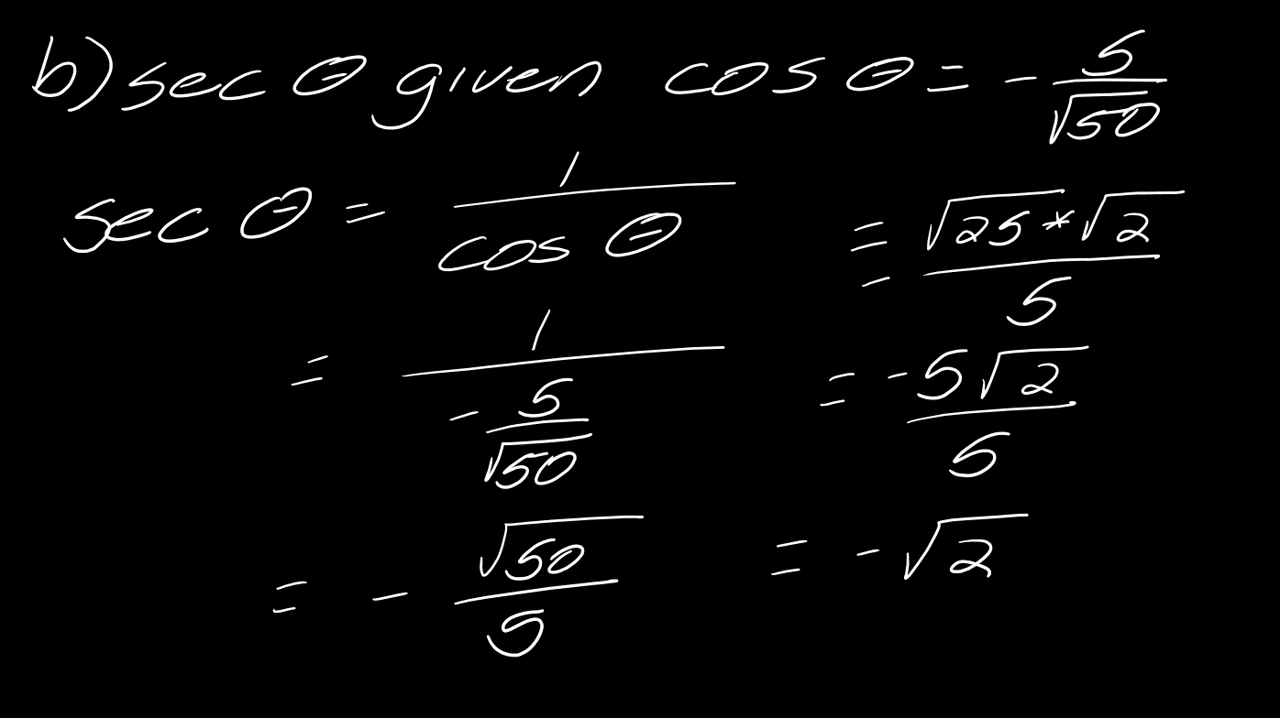 b) sec θ given cos θ = - 5/√50
sec θ = 1/cos θ
= 1/(- 5/√50)
= - √50/5
= √25*√2/5
= -5√2/5
= -√2